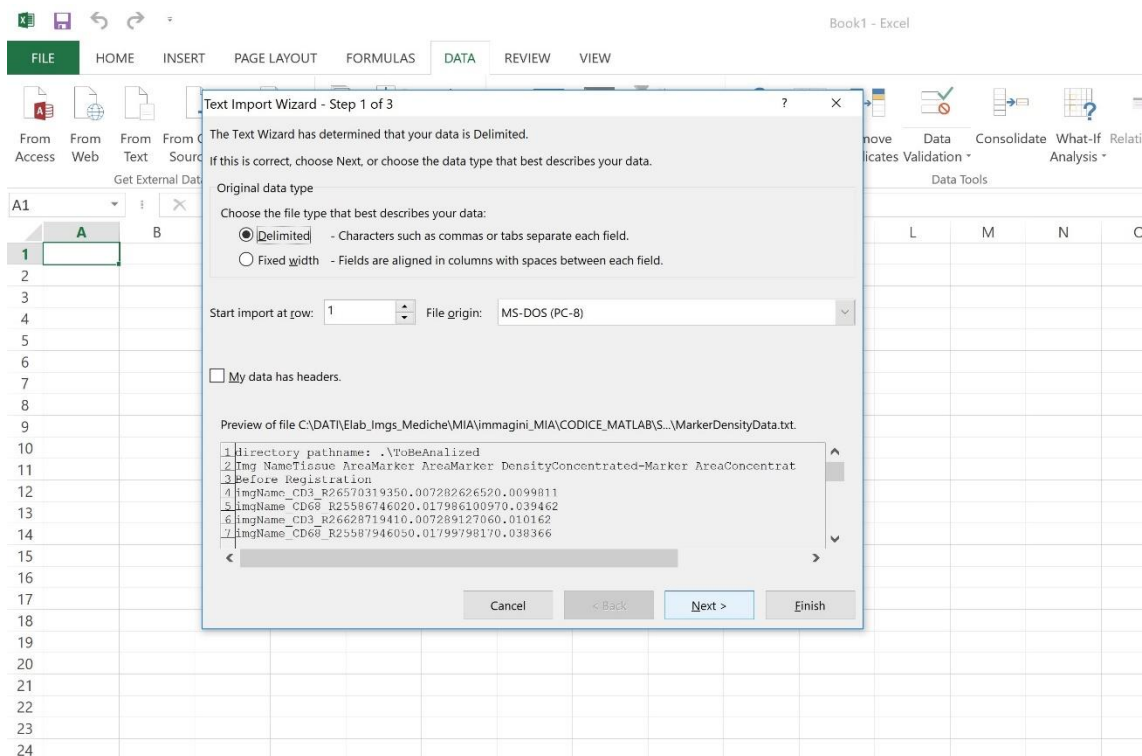 Book1 - Excel
FILE HOME INSERT PAGE LAYOUT FORMULAS DATA REVIEW VIEW
From Access
From Web
From Text
From
Sourc
Get External Dat
Data Validation
Consolidate
What-If Analysis
Relati
Data Tools
A1
Text Import Wizard - Step 1 of 3 ? ×
The Text Wizard has determined that your data is Delimited.
If this is correct, choose Next, or choose the data type that best describes your data.
Original data type
Choose the file type that best describes your data:
Delimited - Characters such as commas or tabs separate each field.
Fixed width - Fields are aligned in columns with spaces between each field.
Start import at row: 1 File origin: MS-DOS (PC-8)
My data has headers.
Preview of file C:\DATI\Elab_Imgs_Mediche\MIA\immagini_MIA\CODICE_MATLAB\S...\MarkerDensityData.txt.
1 directory pathname: .\ToBeAnalized
2 Img NameTissue AreaMarker AreaMarker DensityConcentrated-Marker AreaConcentrat
3 Before Registration
4 imgName_CD3_R26570319350.007282626520.0099811
5 imgName_CD68_R25586746020.017986100970.039462
6 imgName_CD3_R26628719410.007289127060.010162
7 imgName_CD68_R25587946050.01799798170.038366
Cancel < Back Next > Finish
A B L M N
1
2
3
4
5
6
7
8
9
10
11
12
13
14
15
16
17
18
19
20
21
22
23
24